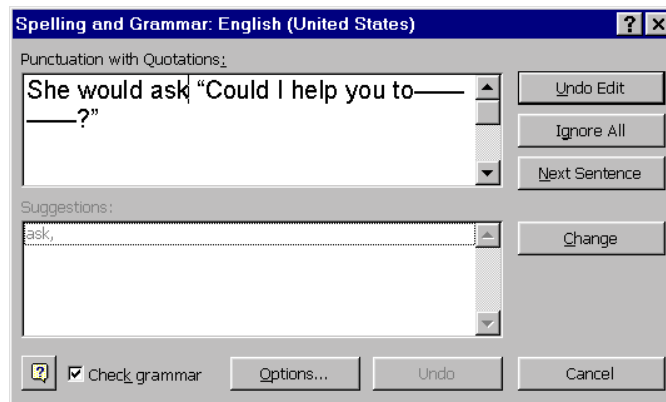 Spelling and Grammar: English (United States)
Punctuation with Quotations:
She would ask “Could I help you to——
——?”
Undo Edit
Ignore All
Next Sentence
Suggestions:
ask,
Change
Check grammar
Options...
Undo
Cancel